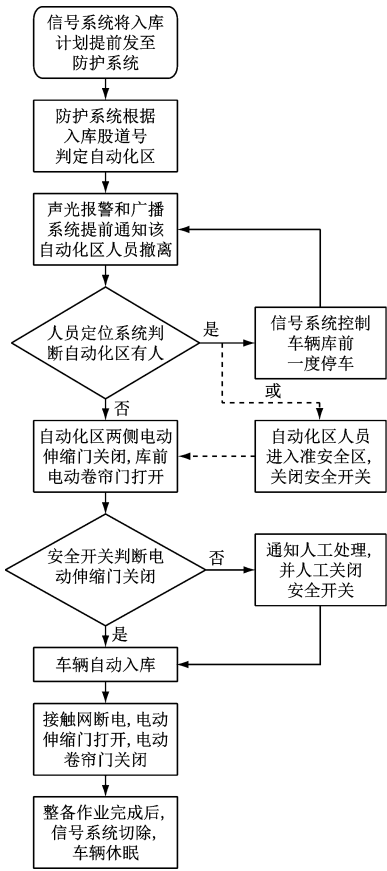 信号系统将入库
计划提前发至
防护系统
防护系统根据
入库股道号
判定自动化区
声光报警和广播
系统提前通知该
自动化区人员撤离
人员定位系统判
断自动化区有人
是
信号系统控制
车辆库前
一度停车
或
否
自动化区两侧电动
伸缩门关闭,库前
电动卷帘门打开
自动化区人员
进入准安全区,
关闭安全开关
安全开关判断电
动伸缩门关闭
否
通知人工处理,
并人工关闭
安全开关
是
车辆自动入库
接触网断电,电动
伸缩门打开,电动
卷帘门关闭
整备作业完成后,
信号系统切除,
车辆休眠